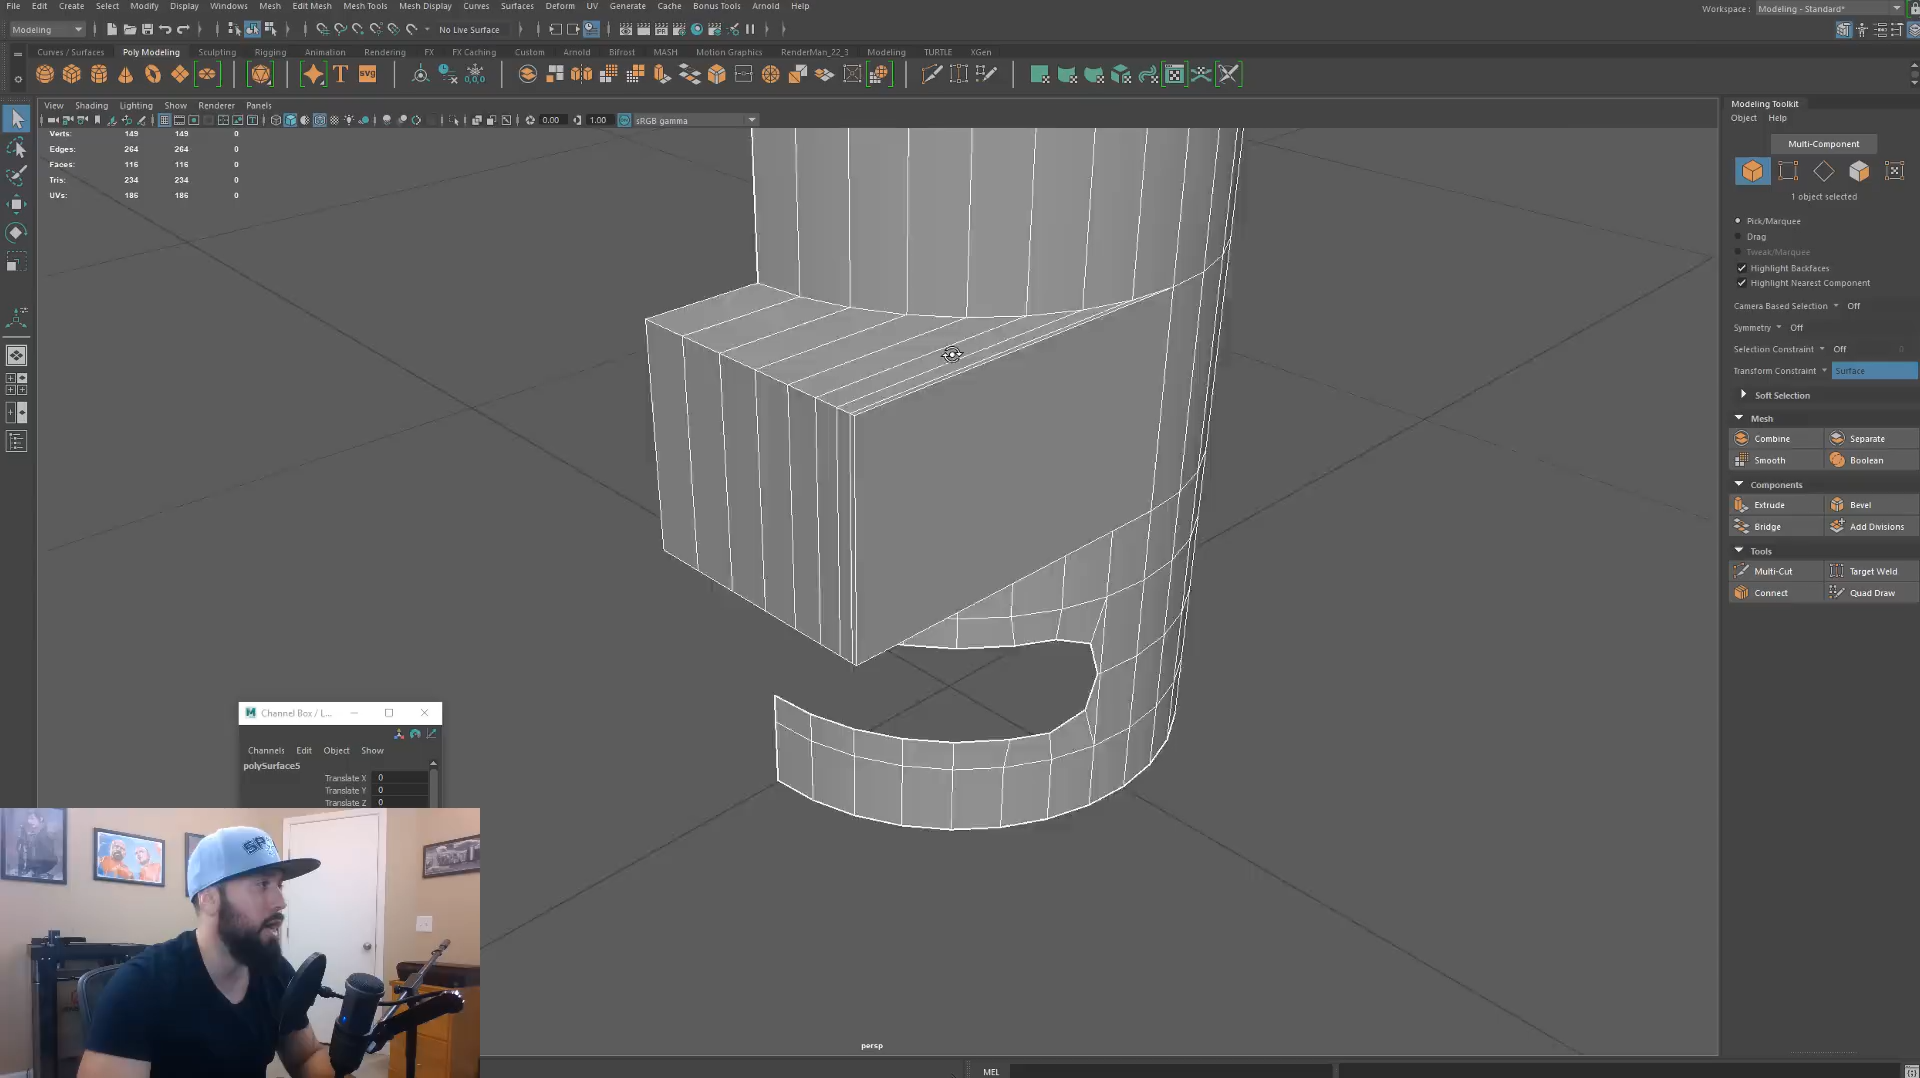 File Edit Create Select Modify Display Windows Mesh Edit Mesh Mesh Tools Mesh Display Curves Surfaces Deform UV Generate Cache Bonus Tools Arnold Help
Workspace : Modeling - Standard*
Modeling No Live Surface
Curves / Surfaces Poly Modeling Sculpting Rigging Animation Rendering FX FX Caching Custom Arnold Bifrost MASH Motion Graphics RenderMan_22_3 Modeling TURTLE XGen
T svg 0,0,0
View Shading Lighting Show Renderer Panels
0.00 1.00 sRGB gamma
Verts: 149 149 0
Edges: 264 264 0
Faces: 116 116 0
Tris: 234 234 0
UVs: 186 186 0
Modeling Toolkit
Object Help
Multi-Component
1 object selected
Pick/Marquee
Drag
Tweak/Marquee
Highlight Backfaces
Highlight Nearest Component
Camera Based Selection Off
Symmetry Off
Selection Constraint Off 0
Transform Constraint Surface
Soft Selection
Mesh
Combine Separate
Smooth Boolean
Components
Extrude Bevel
Bridge Add Divisions
Tools
Multi-Cut Target Weld
Connect Quad Draw
M Channel Box / L...
Channels Edit Object Show
polySurface5
Translate X 0
Translate Y 0
Translate Z 0
persp
MEL